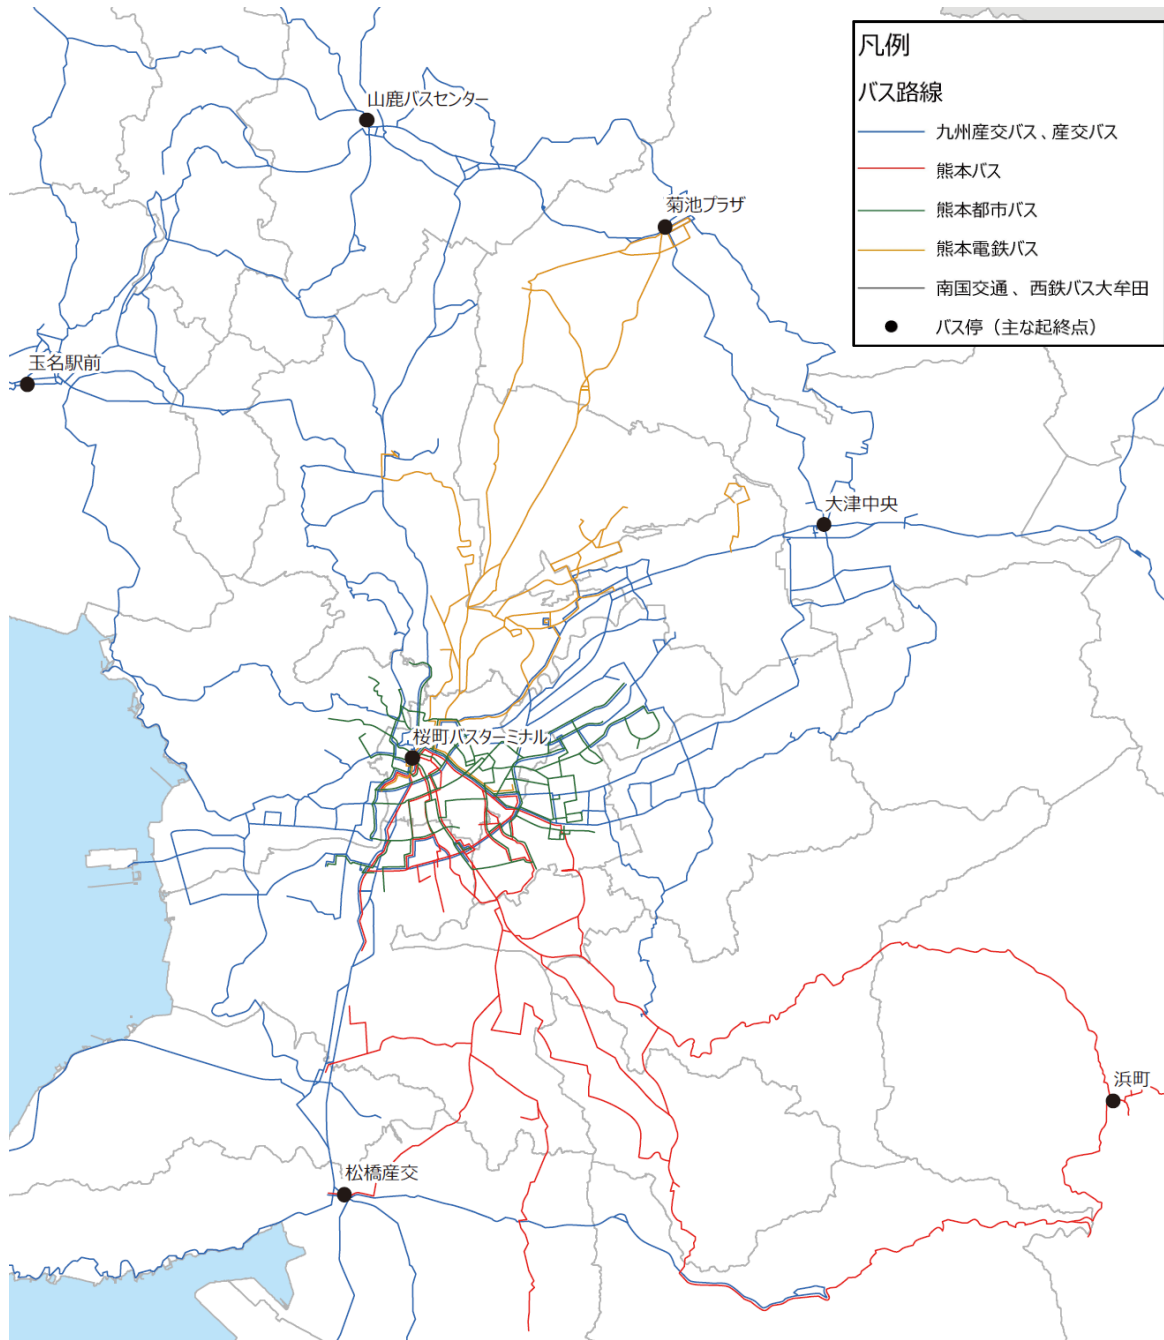 凡例
バス路線
九州産交バス、産交バス
熊本バス
熊本都市バス
熊本電鉄バス
南国交通、西鉄バス大牟田
バス停（主な起終点）
山鹿バスセンター
菊池プラザ
玉名駅前
大津中央
桜町バスターミナル
浜町
松橋産交